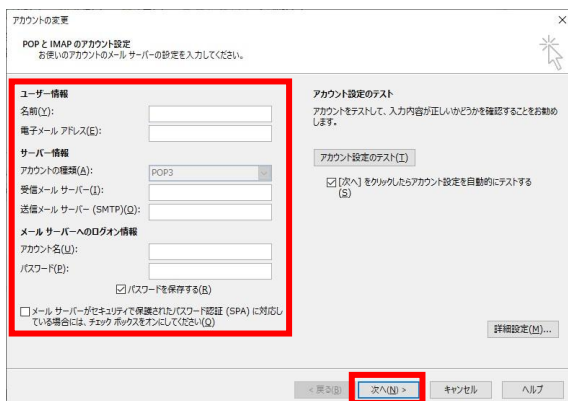 アカウントの変更
POP と IMAP のアカウント設定
お使いのアカウントのメール サーバーの設定を入力してください。
ユーザー情報
名前(Y):
電子メール アドレス(E):
サーバー情報
アカウントの種類(A):
POP3
受信メール サーバー(I):
送信メール サーバー (SMTP)(O):
メール サーバーへのログオン情報
アカウント名(U):
パスワード(P):
パスワードを保存する(R)
メール サーバーがセキュリティで保護されたパスワード認証 (SPA) に対応し
ている場合には、チェック ボックスをオンにしてください(Q)
アカウント設定のテスト
アカウントをテストして、入力内容が正しいかどうかを確認することをお勧め
します。
アカウント設定のテスト(T)
[次へ] をクリックしたらアカウント設定を自動的にテストする
(S)
詳細設定(M)...
< 戻る(B)
次へ(N) >
キャンセル
ヘルプ